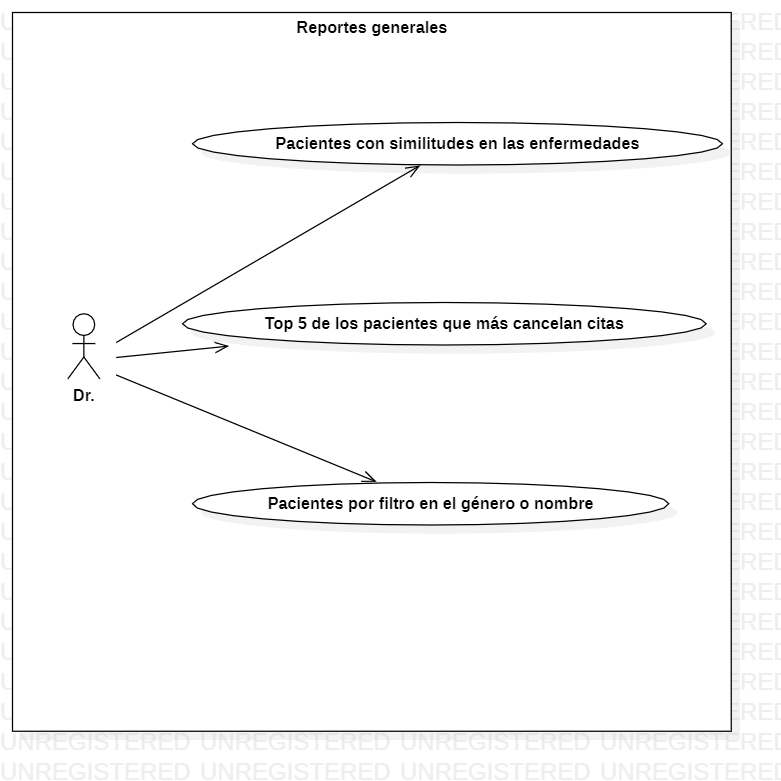 Reportes generales
Pacientes con similitudes en las enfermedades
Top 5 de los pacientes que más cancelan citas
Dr.
Pacientes por filtro en el género o nombre
UNREGISTERED UNREGISTERED UNREGISTERED UNREGISTERED
UNREGISTERED UNREGISTERED UNREGISTERED UNREGISTERED